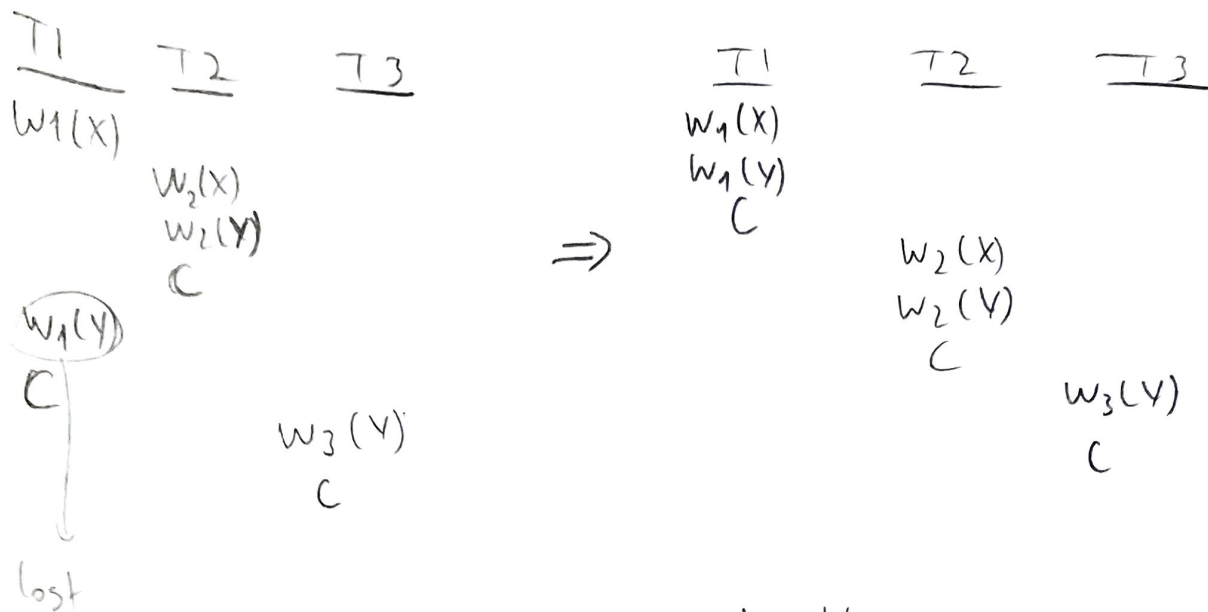 T1 T2 T3
W1(X)
W2(X)
W2(Y)
C
W1(Y)
C
W3(Y)
C
lost
⇒
T1 T2 T3
W1(X)
W1(Y)
C
W2(X)
W2(Y)
C
W3(Y)
C